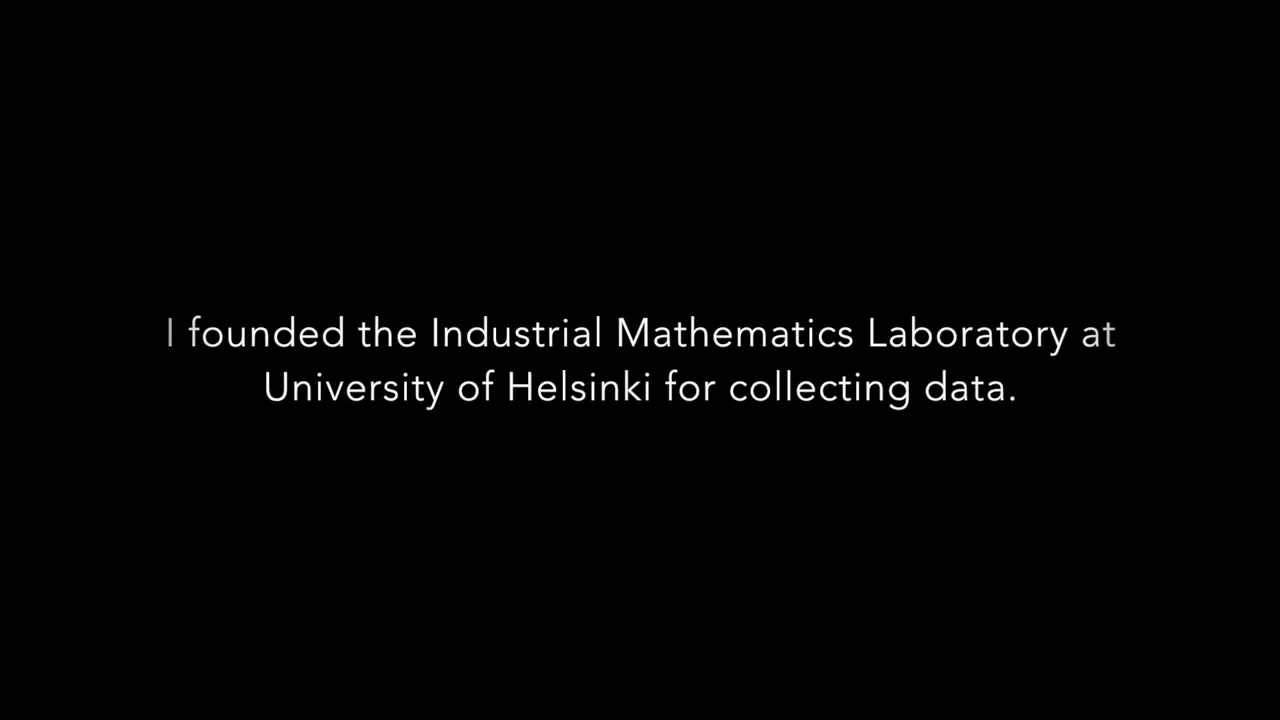 I founded the Industrial Mathematics Laboratory at
University of Helsinki for collecting data.